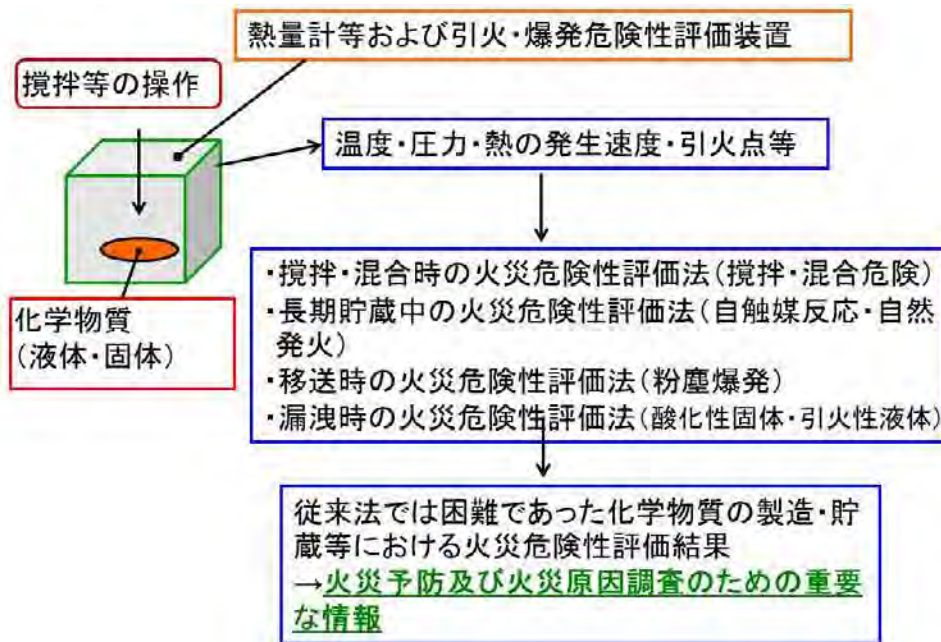 熱量計等および引火・爆発危険性評価装置
攪拌等の操作
温度・圧力・熱の発生速度・引火点等
化学物質
(液体・固体)
・攪拌・混合時の火災危険性評価法(攪拌・混合危険)
・長期貯蔵中の火災危険性評価法(自触媒反応・自然
発火)
・移送時の火災危険性評価法(粉塵爆発)
・漏洩時の火災危険性評価法(酸化性固体・引火性液体)
従来法では困難であった化学物質の製造・貯
蔵等における火災危険性評価結果
→火災予防及び火災原因調査のための重要
な情報